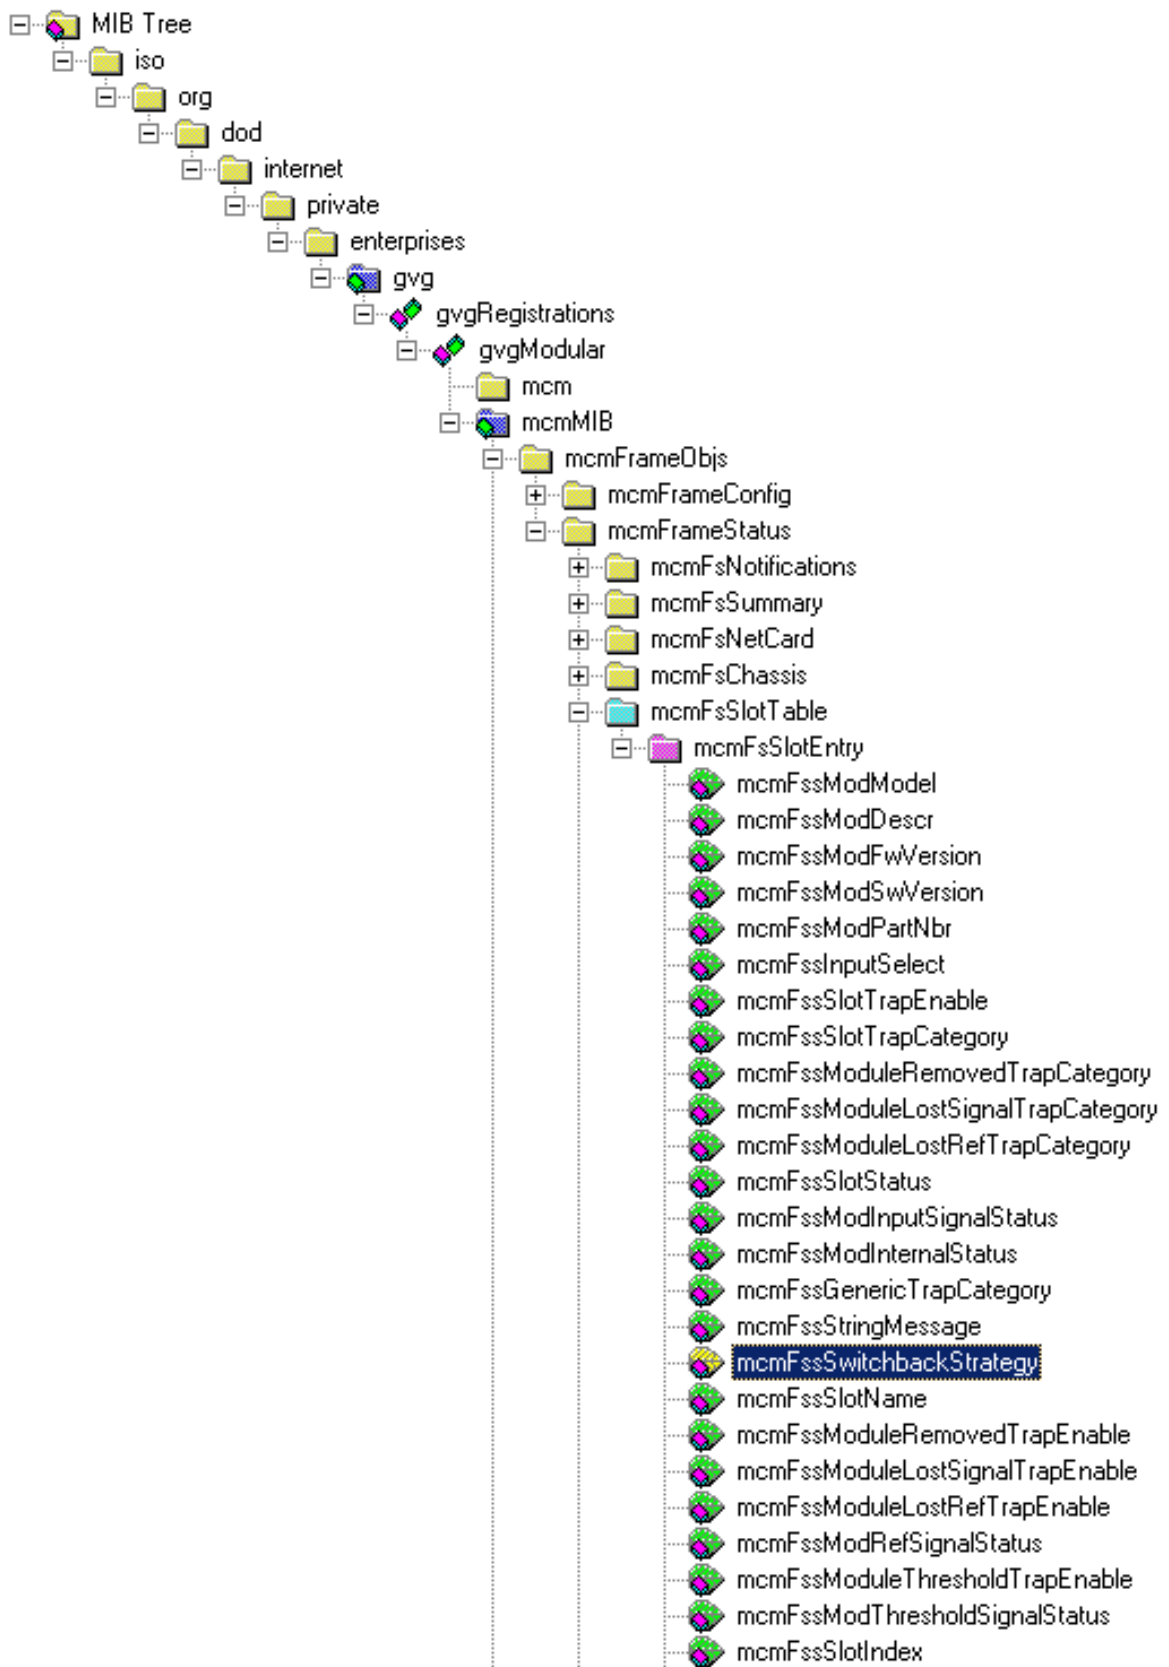 MIB Tree
iso
org
dod
internet
private
enterprises
gvg
gvgRegistrations
gvgModular
mcm
mcmMIB
mcmFrameObjs
mcmFrameConfig
mcmFrameStatus
mcmFsNotifications
mcmFsSummary
mcmFsNetCard
mcmFsChassis
mcmFsSlotTable
mcmFsSlotEntry
mcmFssModModel
mcmFssModDescr
mcmFssModFwVersion
mcmFssModSwVersion
mcmFssModPartNbr
mcmFssInputSelect
mcmFssSlotTrapEnable
mcmFssSlotTrapCategory
mcmFssModuleRemovedTrapCategory
mcmFssModuleLostSignalTrapCategory
mcmFssModuleLostRefTrapCategory
mcmFssSlotStatus
mcmFssModInputSignalStatus
mcmFssModInternalStatus
mcmFssGenericTrapCategory
mcmFssStringMessage
mcmFssSwitchbackStrategy
mcmFssSlotName
mcmFssModuleRemovedTrapEnable
mcmFssModuleLostSignalTrapEnable
mcmFssModuleLostRefTrapEnable
mcmFssModRefSignalStatus
mcmFssModuleThresholdTrapEnable
mcmFssModThresholdSignalStatus
mcmFssSlotIndex